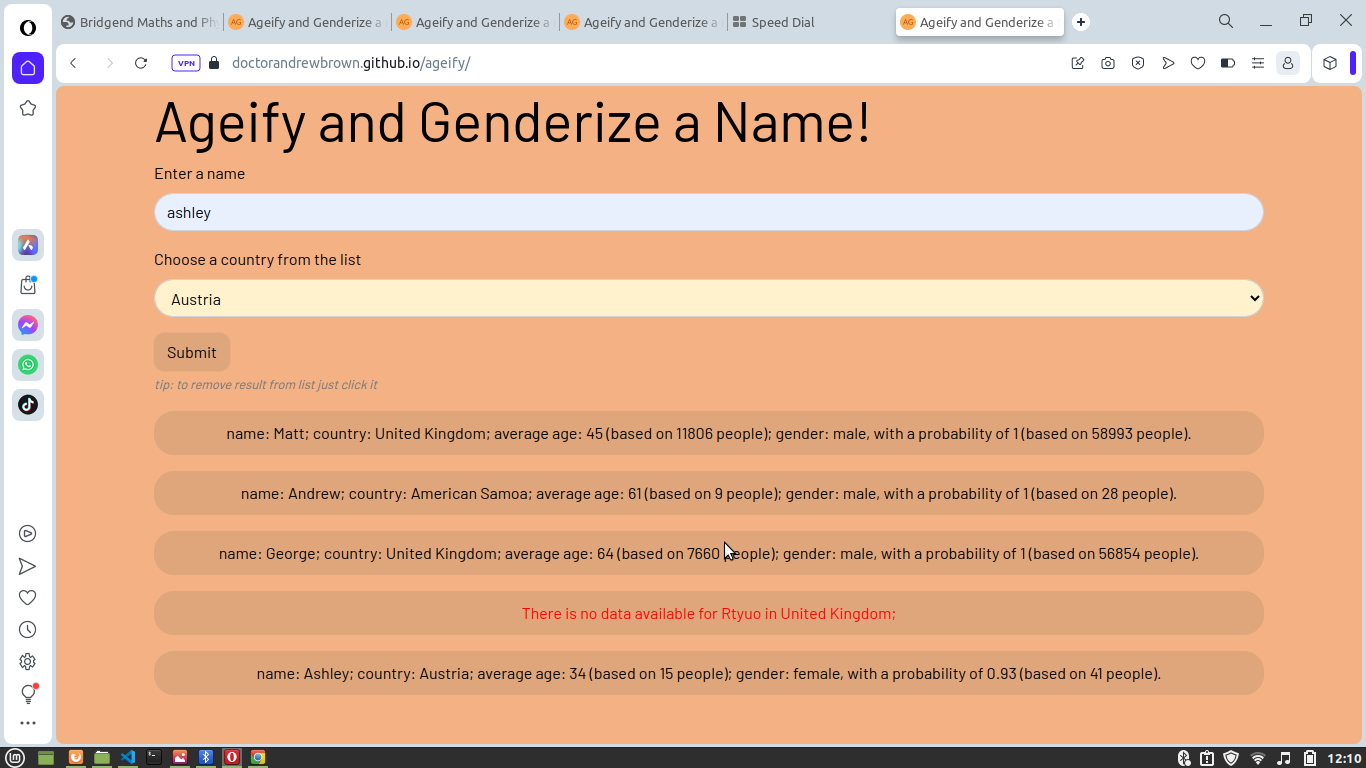 Bridgend Maths and Ph
AG Ageify and Genderize a
AG Ageify and Genderize a
AG Ageify and Genderize a
Speed Dial
AG Ageify and Genderize a
VPN
doctorandrewbrown.github.io/ageify/
Ageify and Genderize a Name!
Enter a name
ashley
Choose a country from the list
Austria
Submit
tip: to remove result from list just click it
name: Matt; country: United Kingdom; average age: 45 (based on 11806 people); gender: male, with a probability of 1 (based on 58993 people).
name: Andrew; country: American Samoa; average age: 61 (based on 9 people); gender: male, with a probability of 1 (based on 28 people).
name: George; country: United Kingdom; average age: 64 (based on 7660 people); gender: male, with a probability of 1 (based on 56854 people).
There is no data available for Rtyuo in United Kingdom;
name: Ashley; country: Austria; average age: 34 (based on 15 people); gender: female, with a probability of 0.93 (based on 41 people).
12:10